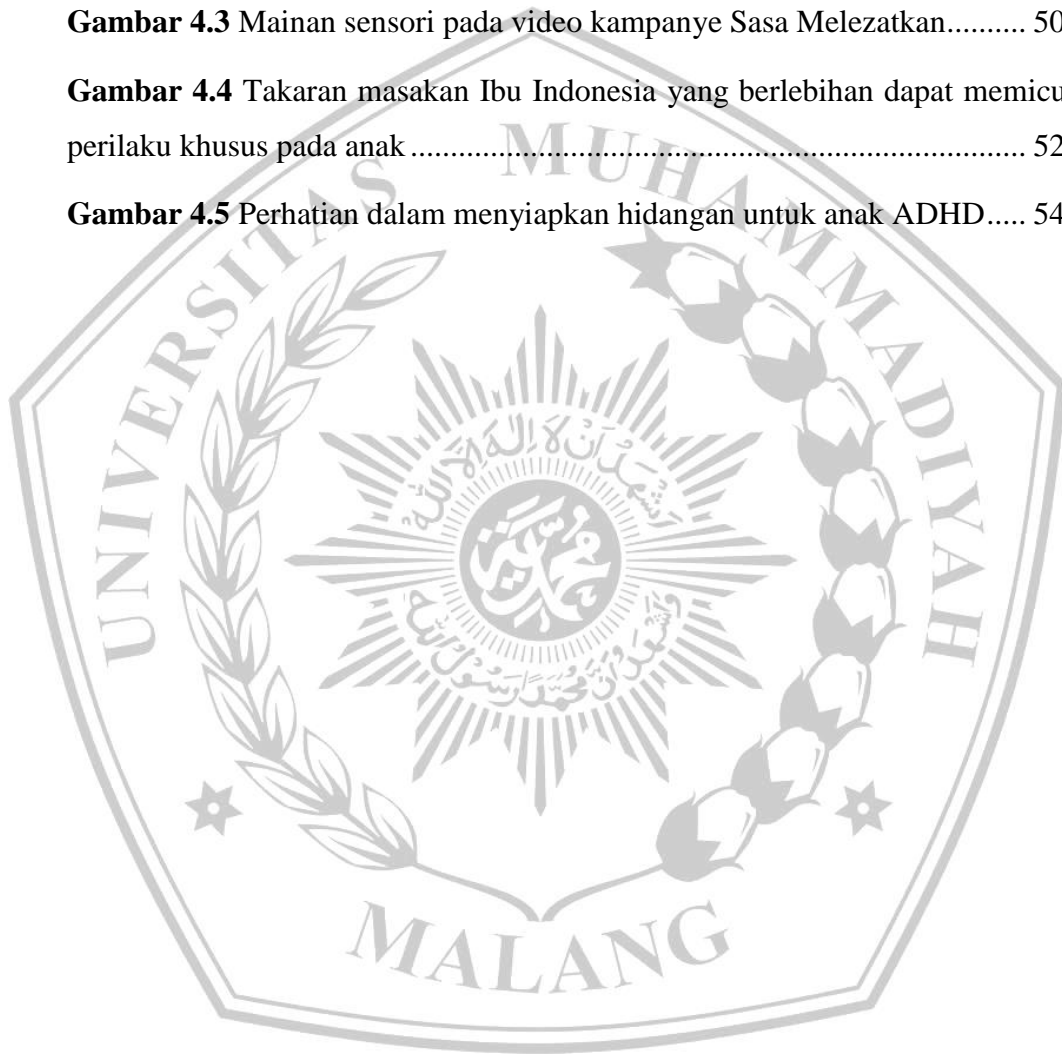 Gambar 4.3 Mainan sensori pada video kampanye Sasa Melezatkan.......... 50
Gambar 4.4 Takaran masakan Ibu Indonesia yang berlebihan dapat memicu
perilaku khusus pada anak .............................................................................. 52
Gambar 4.5 Perhatian dalam menyiapkan hidangan untuk anak ADHD..... 54
UNIVERSITAS MUHAMMADIYAH
MALANG